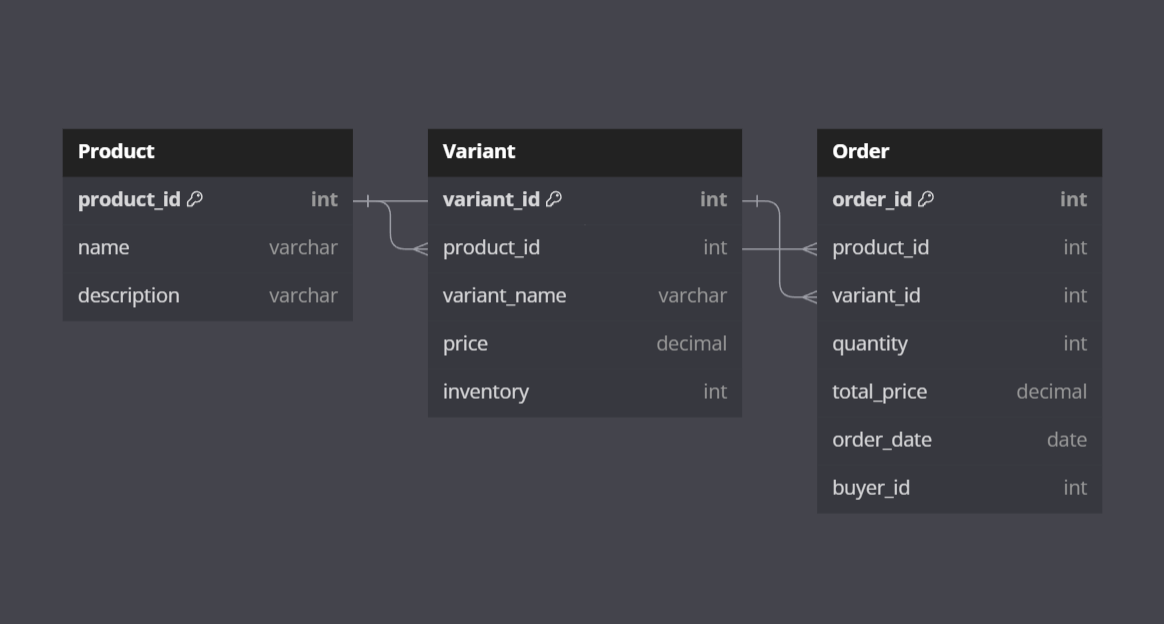 Product
product_id int
name varchar
description varchar
Variant
variant_id int
product_id int
variant_name varchar
price decimal
inventory int
Order
order_id int
product_id int
variant_id int
quantity int
total_price decimal
order_date date
buyer_id int